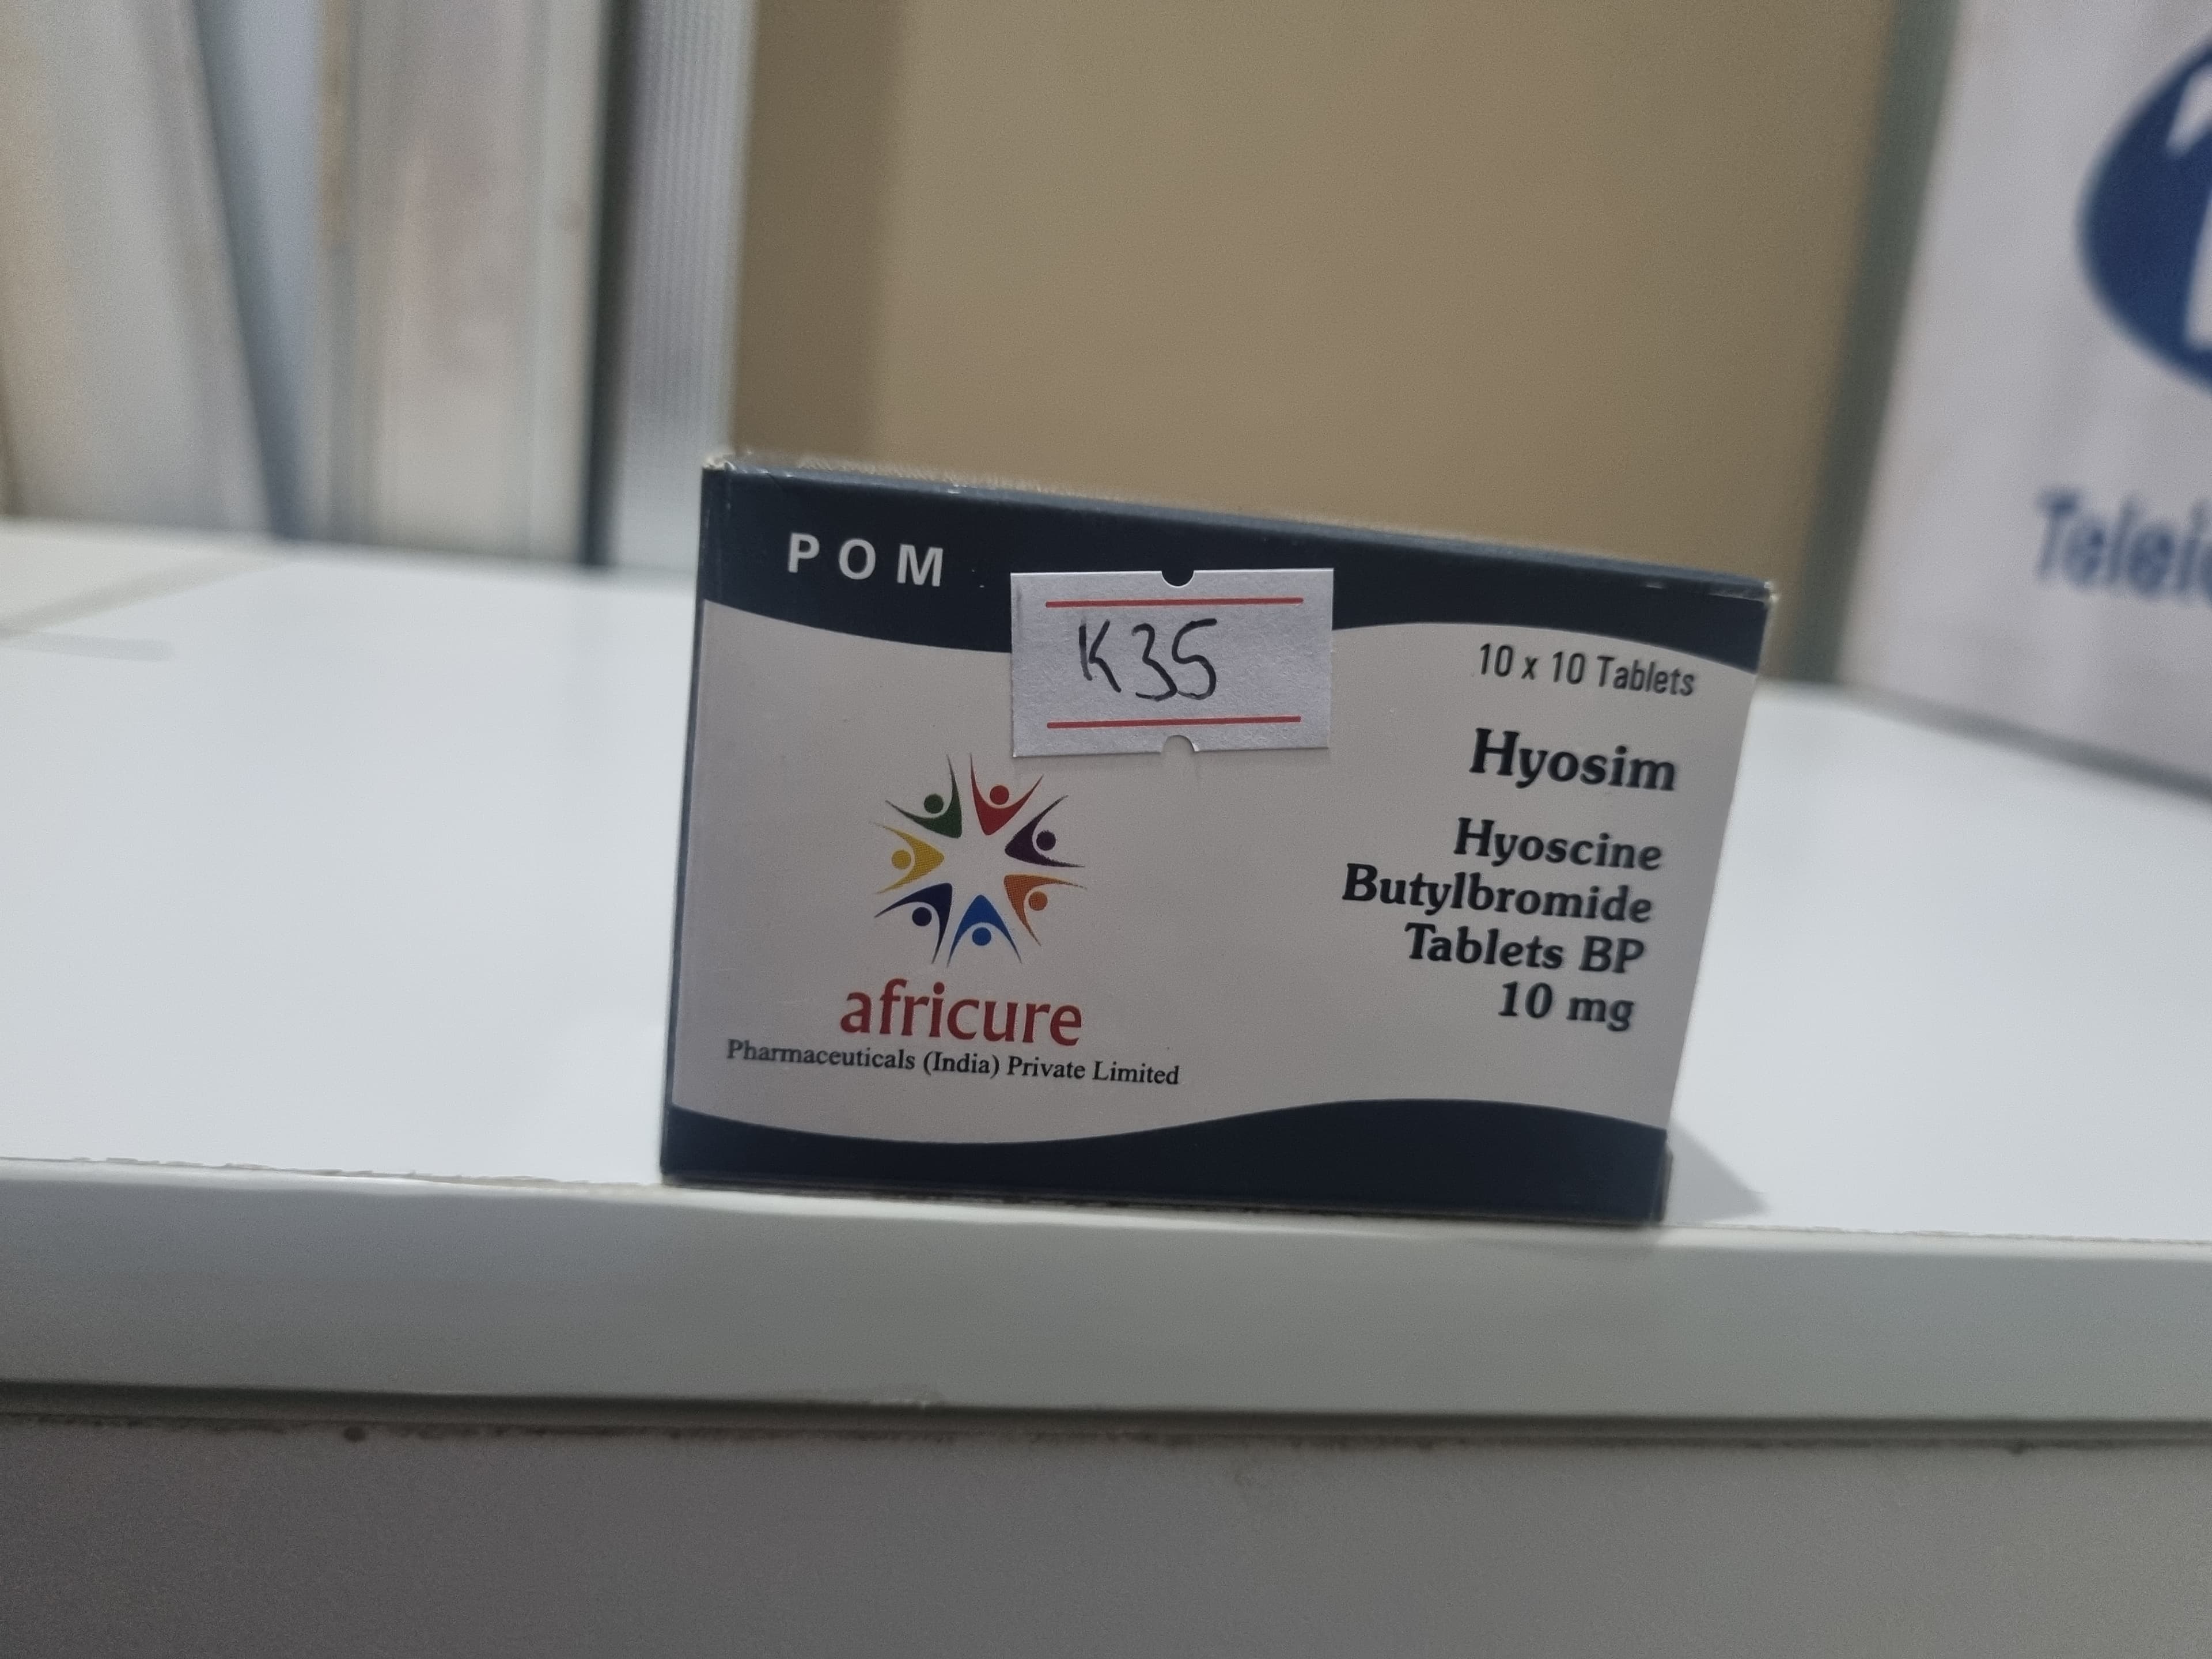 POM
K35
10 x 10 Tablets
Hyosim
Hyoscine
Butylbromide
Tablets BP
10 mg
africure
Pharmaceuticals (India) Private Limited